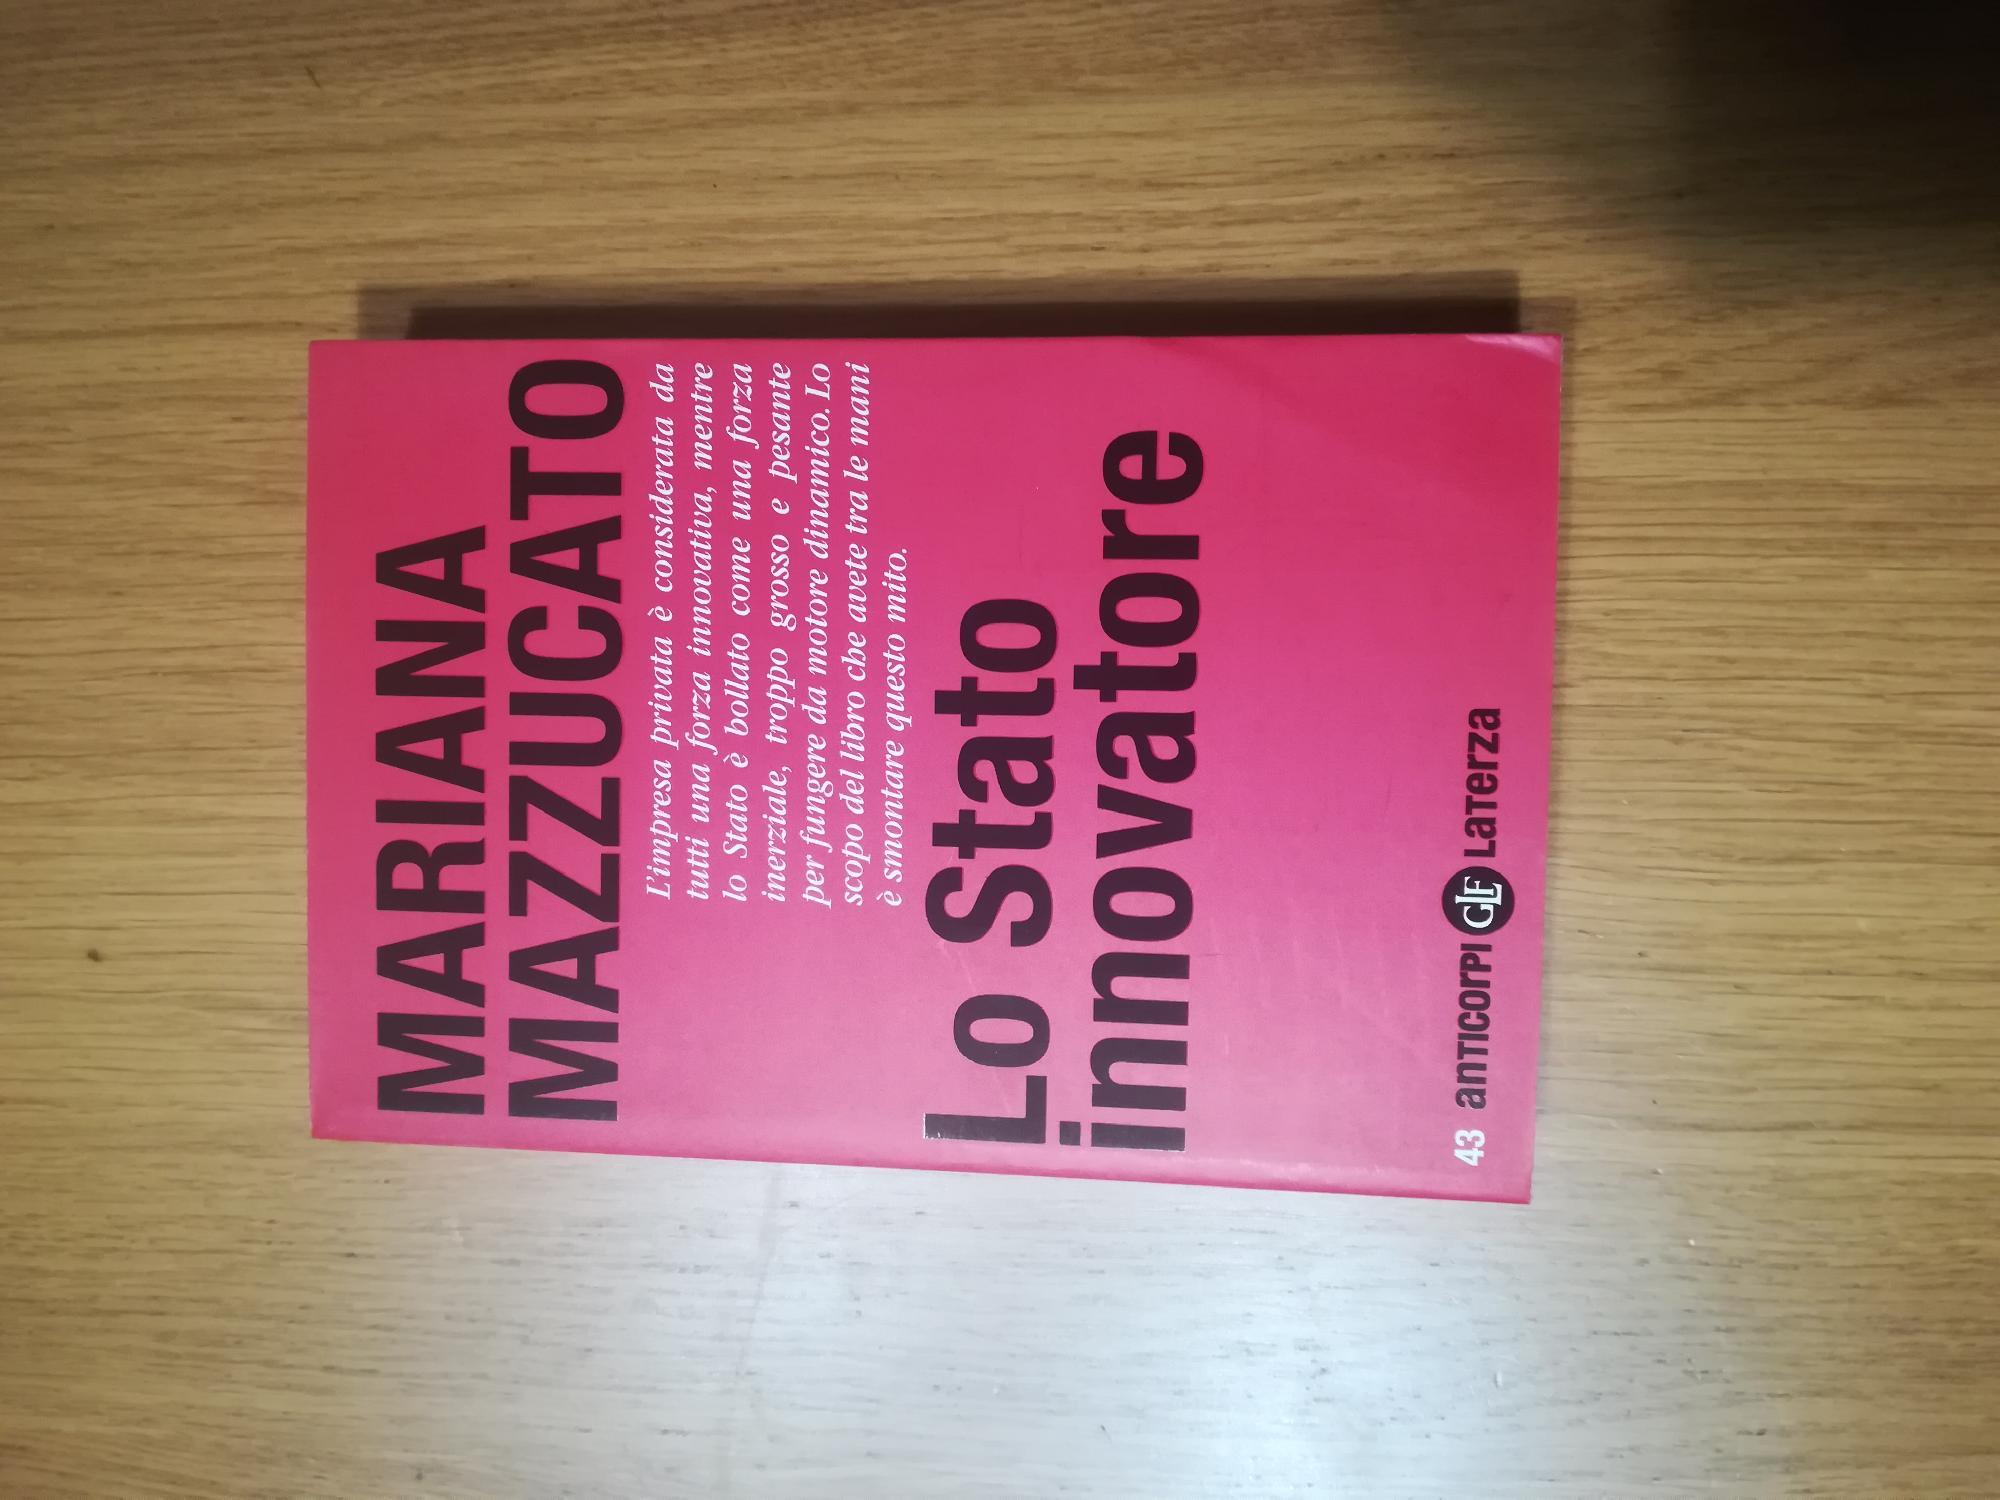 MARIANA
MAZZUCATO
L'impresa privata è considerata da
tutti una forza innovativa, mentre
lo Stato è bollato come una forza
inerziale, troppo grosso e pesante
per fungere da motore dinamico. Lo
scopo del libro che avete tra le mani
è smontare questo mito.
Lo Stato
innovatore
43 anTICOrPI GLF LaTerza